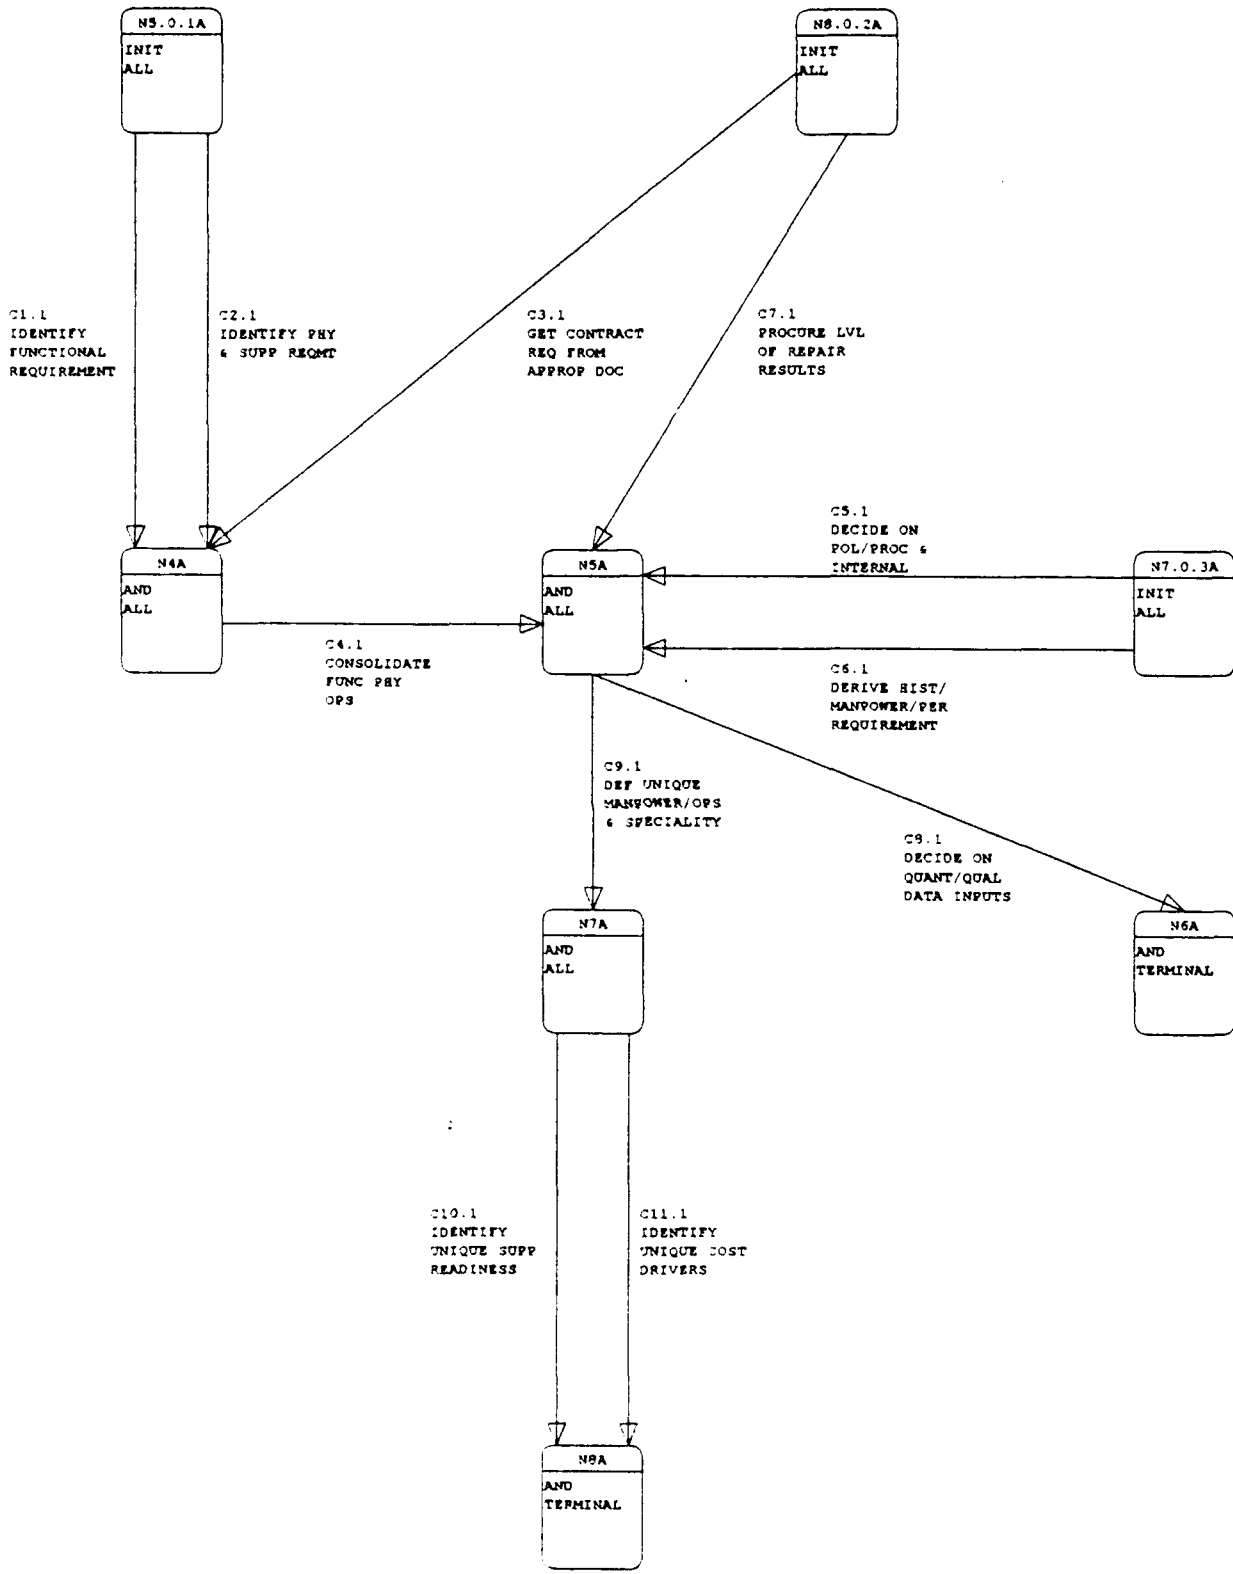 N5.0.1A
INIT
ALL
N8.0.2A
INIT
ALL
C1.1
IDENTIFY
FUNCTIONAL
REQUIREMENT
C2.1
IDENTIFY PHY
& SUPP REQMT
C3.1
GET CONTRACT
REQ FROM
APPROP DOC
C7.1
PROCURE LVL
OF REPAIR
RESULTS
C5.1
DECIDE ON
POL/PROC &
INTERNAL
N4A
AND
ALL
N5A
AND
ALL
N7.0.3A
INIT
ALL
C4.1
CONSOLIDATE
FUNC PHY
OPS
C6.1
DERIVE HIST/
MANPOWER/PER
REQUIREMENT
C9.1
DEF UNIQUE
MANPOWER/OPS
& SPECIALITY
C8.1
DECIDE ON
QUANT/QUAL
DATA INPUTS
N7A
AND
ALL
N6A
AND
TERMINAL
C10.1
IDENTIFY
UNIQUE SUPP
READINESS
C11.1
IDENTIFY
UNIQUE COST
DRIVERS
N8A
AND
TERMINAL